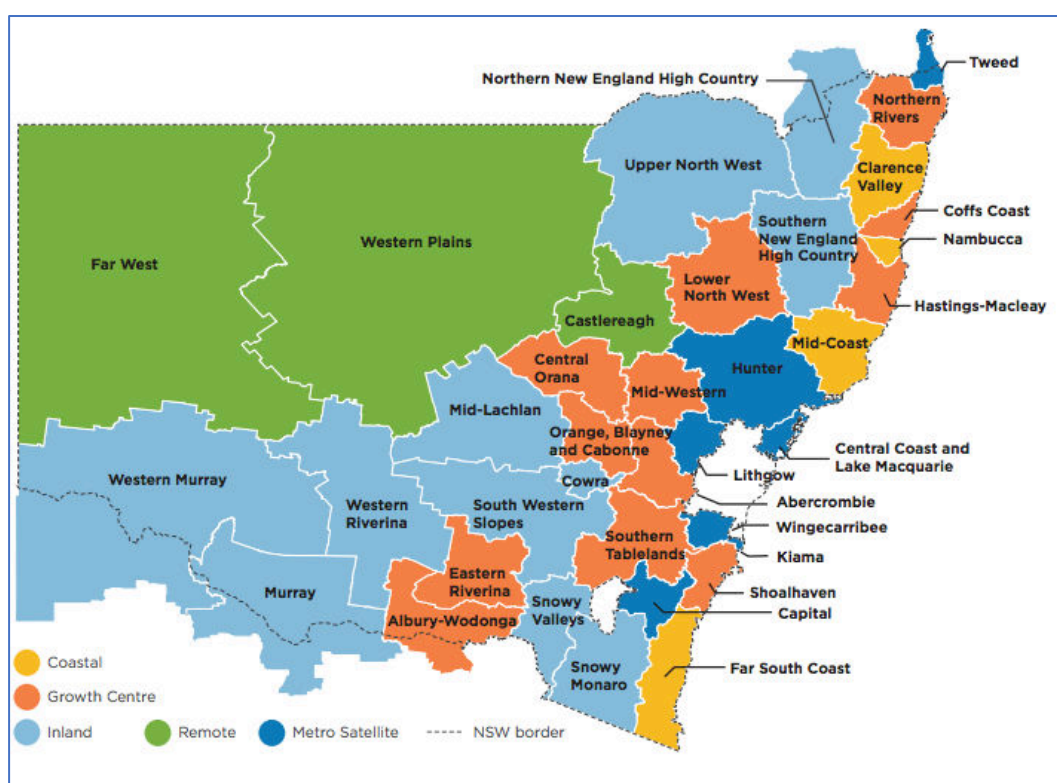 Tweed
Northern New England High Country
Northern
Rivers
Upper North West
Clarence
Valley
Coffs Coast
Southern
New England
High Country
Nambucca
Western Plains
Far West
Lower
North West
Hastings-Macleay
Castlereagh
Mid-Coast
Central
Orana
Hunter
Mid-Western
Mid-Lachlan
Orange, Blayney
and Cabonne
Central Coast and
Lake Macquarie
Lithgow
Western Murray
Cowra
Abercrombie
Western
Riverina
South Western
Slopes
Wingecarribee
Southern
Tablelands
Kiama
Eastern
Riverina
Murray
Shoalhaven
Snowy
Valleys
Capital
Albury-Wodonga
Far South Coast
Snowy
Monaro
Coastal
Growth Centre
Inland
Remote
Metro Satellite
NSW border